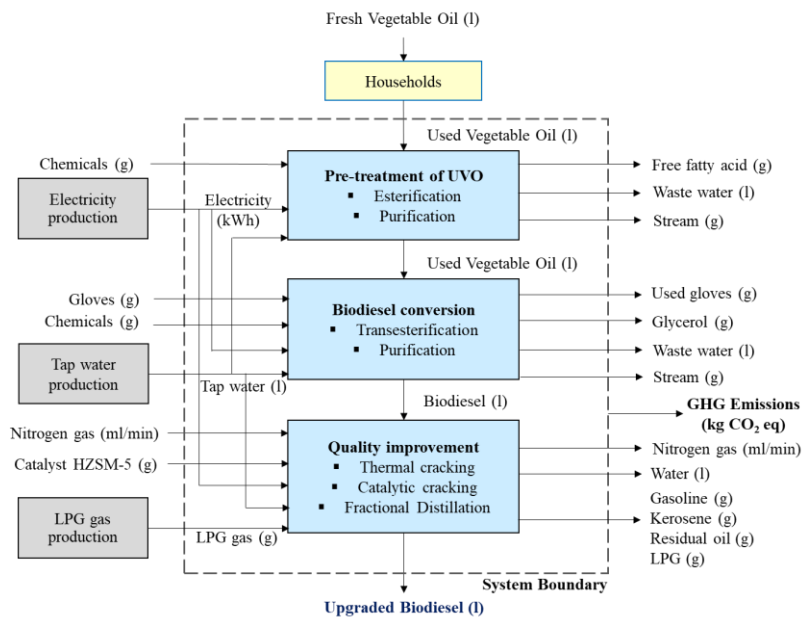 Fresh Vegetable Oil (l)
Households
Used Vegetable Oil (l)
Chemicals (g)
Electricity
production
Electricity
(kWh)
Pre-treatment of UVO
▪ Esterification
▪ Purification
Free fatty acid (g)
Waste water (l)
Stream (g)
Used Vegetable Oil (l)
Gloves (g)
Chemicals (g)
Tap water
production
Tap water (l)
Biodiesel conversion
▪ Transesterification
▪ Purification
Used gloves (g)
Glycerol (g)
Waste water (l)
Stream (g)
Biodiesel (l)
GHG Emissions
(kg CO₂ eq)
Nitrogen gas (ml/min)
Catalyst HZSM-5 (g)
LPG gas
production
LPG gas (g)
Quality improvement
▪ Thermal cracking
▪ Catalytic cracking
▪ Fractional Distillation
Nitrogen gas (ml/min)
Water (l)
Gasoline (g)
Kerosene (g)
Residual oil (g)
LPG (g)
System Boundary
Upgraded Biodiesel (l)